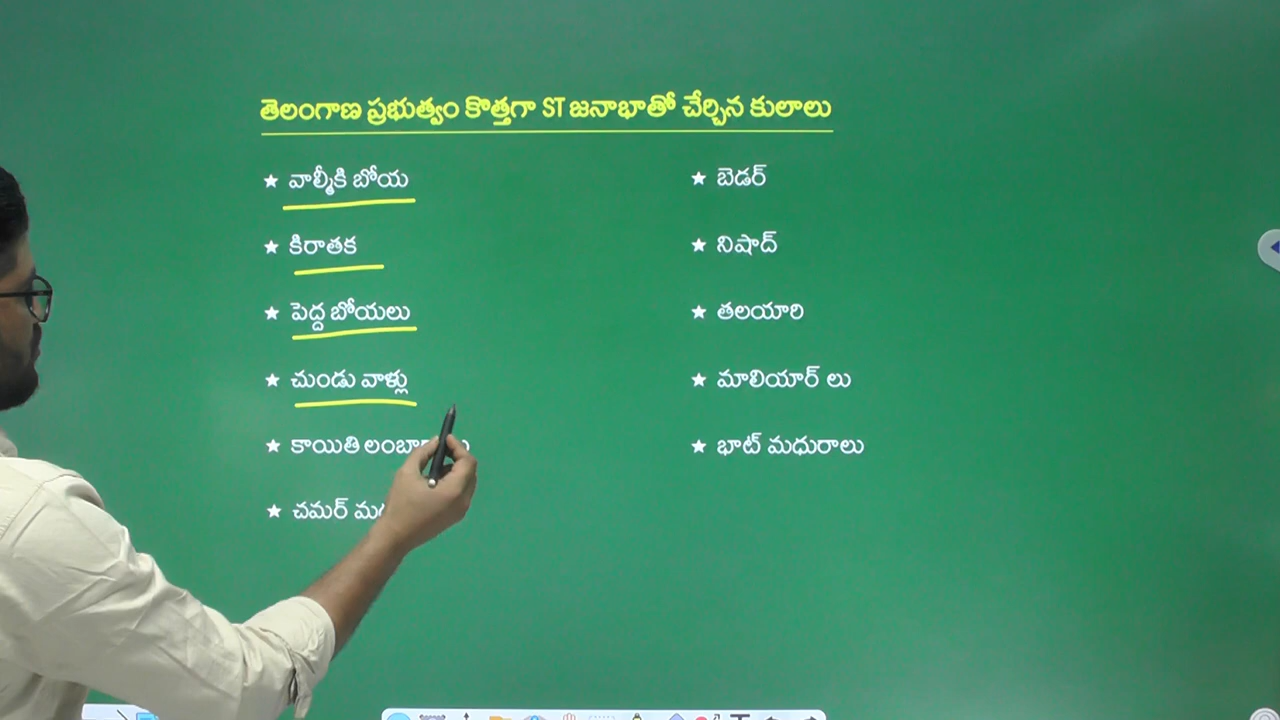 తెలంగాణ ప్రభుత్వం కొత్తగా ST జనాభాతో చేర్చిన కులాలు
★ వాల్మీకి బోయ
★ కిరాతక
★ పెద్ద బోయలు
★ చుండు వాళ్లు
★ కాయితి
★ చమర్
★ బెడర్
★ నిషాద్
★ తలయారి
★ మాలియార్ లు
★ భాట్ మధురాలు